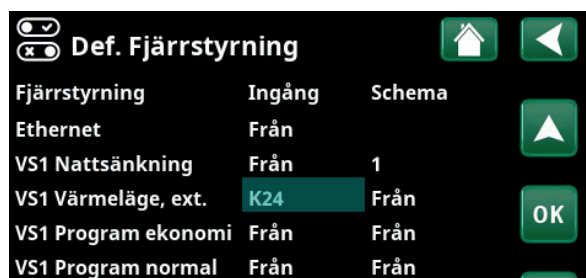 Def. Fjärrstyrning
Fjärrstyrning Ingång Schema
Ethernet Från
VS1 Nattsänkning Från 1
VS1 Värmeläge, ext. K24 Från
OK
VS1 Program ekonomi Från Från
VS1 Program normal Från Från